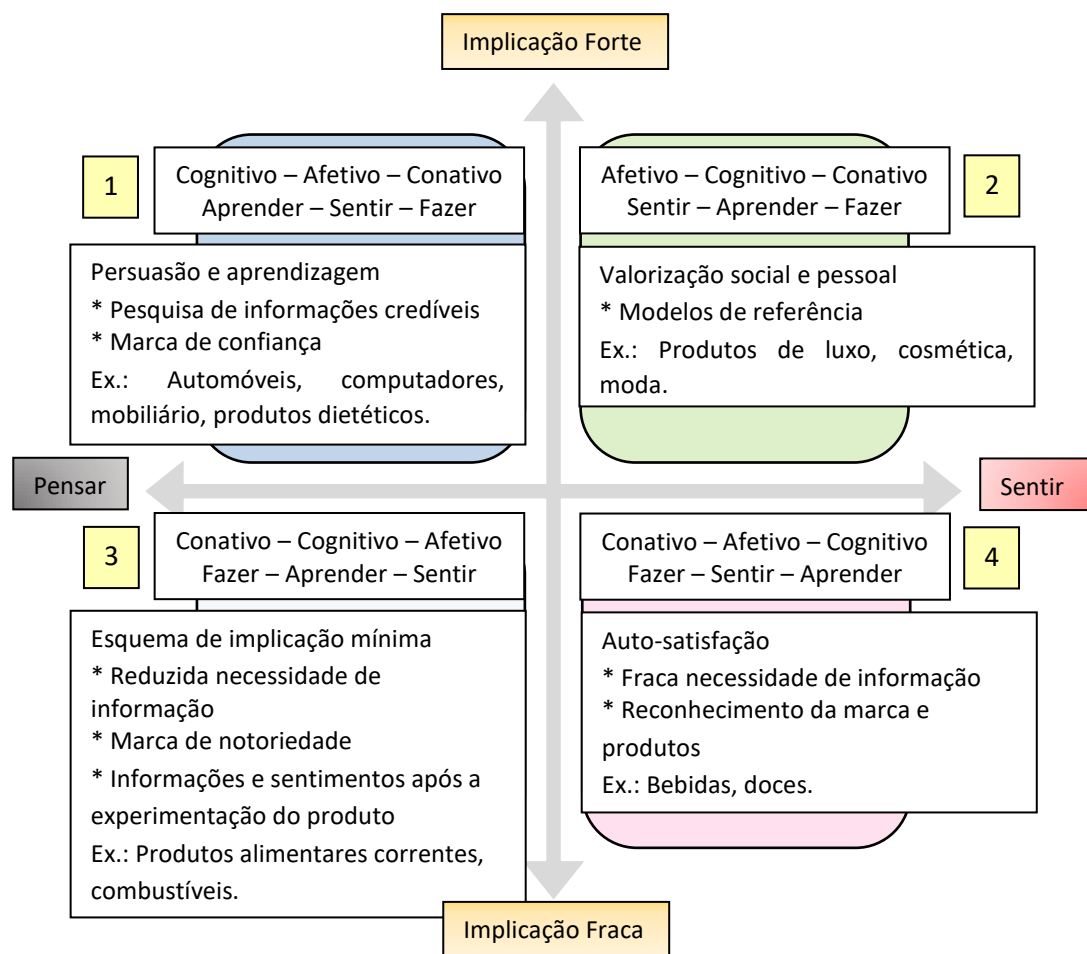 Implicação Forte
1
Cognitivo – Afetivo – Conativo
Aprender – Sentir – Fazer
Persuasão e aprendizagem
* Pesquisa de informações credíveis
* Marca de confiança
Ex.: Automóveis, computadores,
mobiliário, produtos dietéticos.
Afetivo – Cognitivo – Conativo
Sentir – Aprender – Fazer
2
Valorização social e pessoal
* Modelos de referência
Ex.: Produtos de luxo, cosmética,
moda.
Pensar
Sentir
3
Conativo – Cognitivo – Afetivo
Fazer – Aprender – Sentir
Esquema de implicação mínima
* Reduzida necessidade de
informação
* Marca de notoriedade
* Informações e sentimentos após a
experimentação do produto
Ex.: Produtos alimentares correntes,
combustíveis.
Conativo – Afetivo – Cognitivo
Fazer – Sentir – Aprender
4
Auto-satisfação
* Fraca necessidade de informação
* Reconhecimento da marca e
produtos
Ex.: Bebidas, doces.
Implicação Fraca